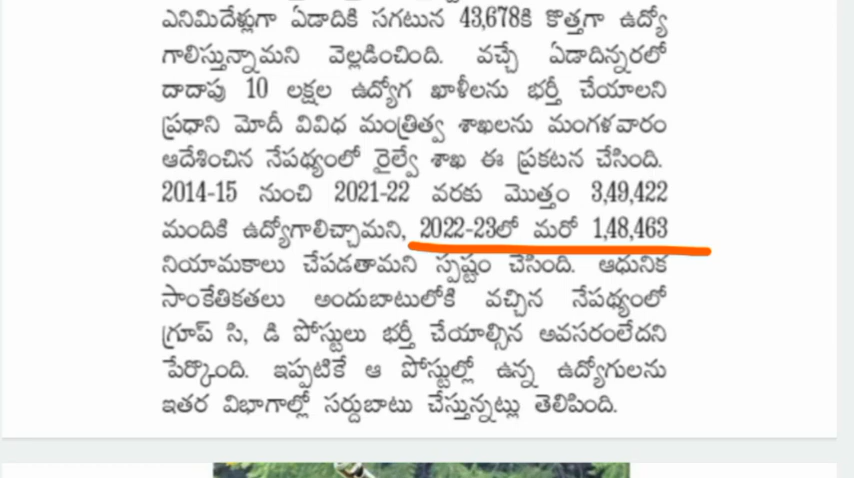 ఎనిమిదేళ్లుగా ఏడాదికి సగటున 43,678కి కొత్తగా ఉద్యో
గాలిస్తున్నామని వెల్లడించింది. వచ్చే ఏడాదిన్నరలో
దాదాపు 10 లక్షల ఉద్యోగ ఖాళీలను భర్తీ చేయాలని
ప్రధాని మోదీ వివిధ మంత్రిత్వ శాఖలను మంగళవారం
ఆదేశించిన నేపథ్యంలో రైల్వే శాఖ ఈ ప్రకటన చేసింది.
2014-15 నుంచి 2021-22 వరకు మొత్తం 3,49,422
మందికి ఉద్యోగాలిచ్చామని, 2022-23లో మరో 1,48,463
నియామకాలు చేపడతామని స్పష్టం చేసింది. ఆధునిక
సాంకేతికతలు అందుబాటులోకి వచ్చిన నేపథ్యంలో
గ్రూప్ సి, డి పోస్టులు భర్తీ చేయాల్సిన అవసరంలేదని
పేర్కొంది. ఇప్పటికే ఆ పోస్టుల్లో ఉన్న ఉద్యోగులను
ఇతర విభాగాల్లో సర్దుబాటు చేస్తున్నట్లు తెలిపింది.